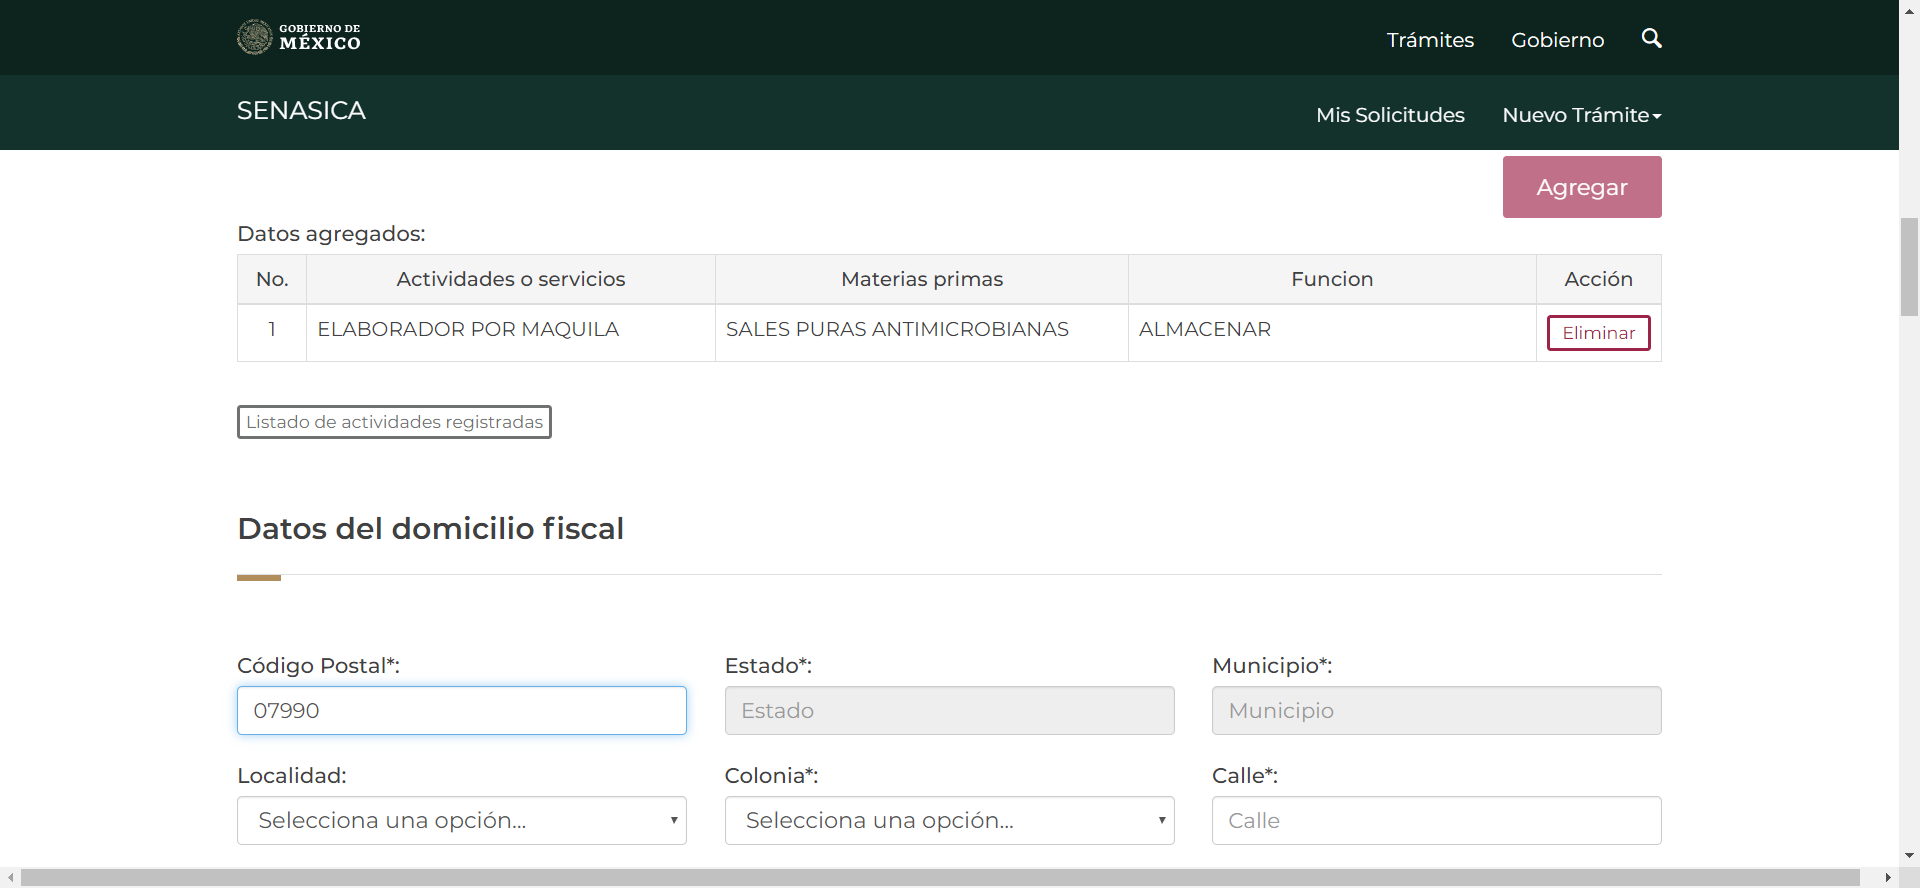 GOBIERNO DE
MÉXICO
Trámites
Gobierno
SENASICA
Mis Solicitudes
Nuevo Trámite
Agregar
Datos agregados:
No.
Actividades o servicios
Materias primas
Funcion
Acción
1
ELABORADOR POR MAQUILA
SALES PURAS ANTIMICROBIANAS
ALMACENAR
Eliminar
Listado de actividades registradas
Datos del domicilio fiscal
Código Postal*:
Estado*:
Municipio*:
07990
Estado
Municipio
Localidad:
Colonia*:
Calle*:
Selecciona una opción...
Selecciona una opción...
Calle